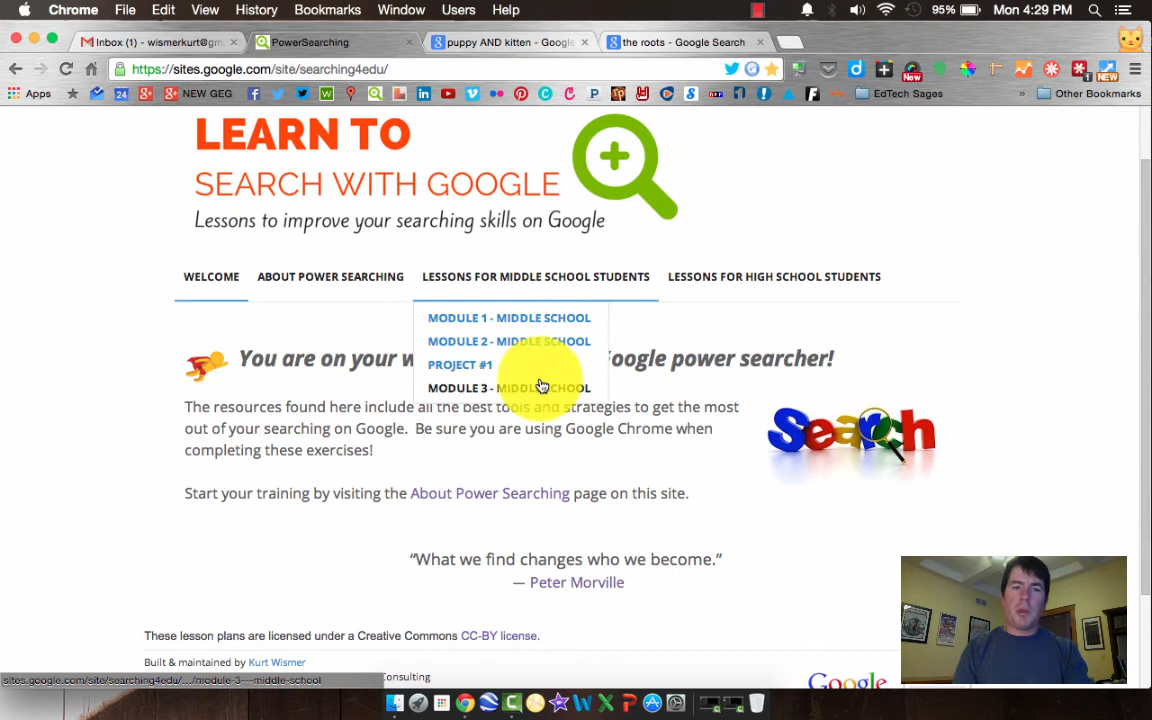 Chrome File Edit View History Bookmarks Window Users Help 95% Mon 4:29 PM
Inbox (1) - wismerkurt@gm PowerSearching puppy AND kitten - Google the roots - Google Search
https://sites.google.com/site/searching4edu/
Apps NEW GEG EdTech Sages Other Bookmarks
LEARN TO
SEARCH WITH GOOGLE
Lessons to improve your searching skills on Google
WELCOME ABOUT POWER SEARCHING LESSONS FOR MIDDLE SCHOOL STUDENTS LESSONS FOR HIGH SCHOOL STUDENTS
MODULE 1 - MIDDLE SCHOOL
MODULE 2 - MIDDLE SCHOOL
PROJECT #1
MODULE 3 - MIDDLE SCHOOL
You are on your w Google power searcher!
The resources found here include all the best tools and strategies to get the most
out of your searching on Google. Be sure you are using Google Chrome when
completing these exercises!
Search
Start your training by visiting the About Power Searching page on this site.
“What we find changes who we become.”
— Peter Morville
These lesson plans are licensed under a Creative Commons CC-BY license.
Built & maintained by Kurt Wismer
sites.google.com/site/searching4edu/.../module-3---middle-school
Consulting
Google